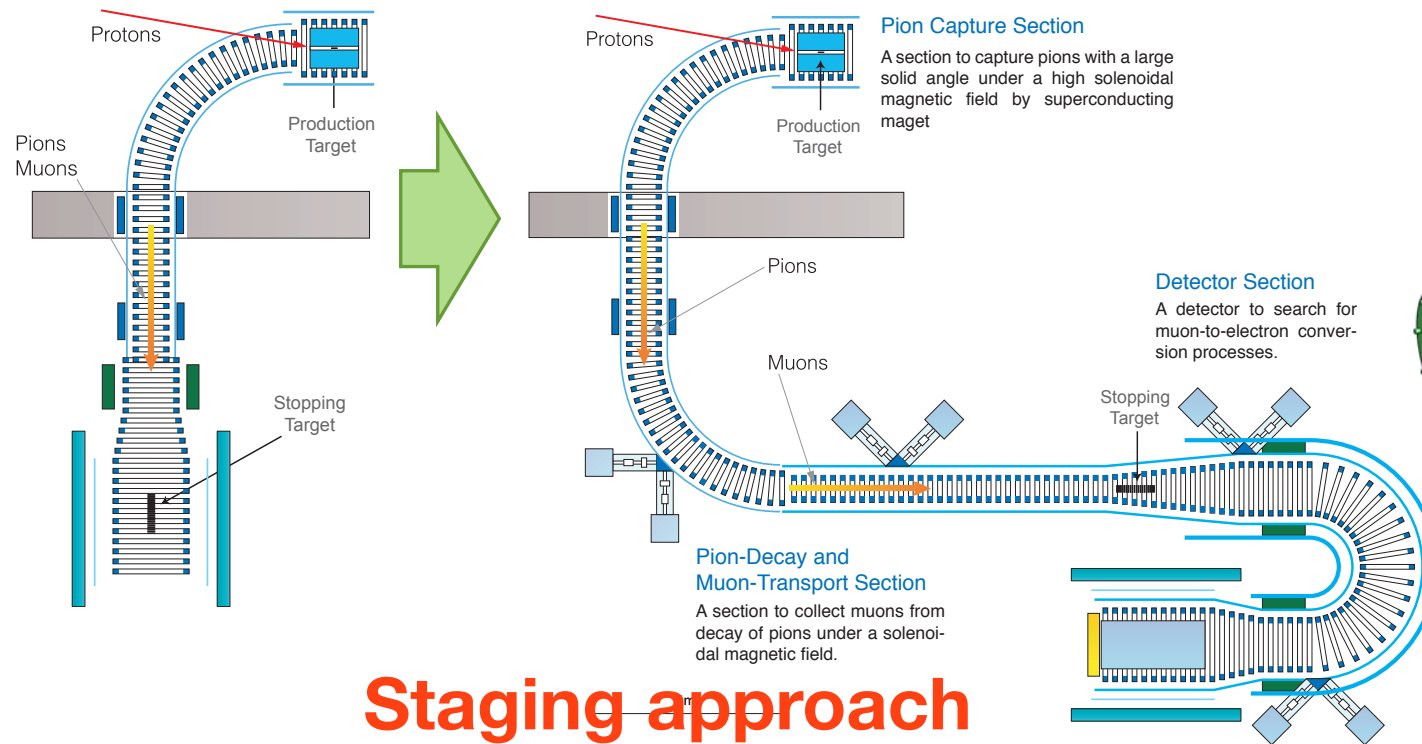 Protons
Production
Target
Pions
Muons
Stopping
Target
Protons
Production
Target
Pion Capture Section
A section to capture pions with a large
solid angle under a high solenoidal
magnetic field by superconducting
maget
Pions
Muons
Detector Section
A detector to search for
muon-to-electron conver-
sion processes.
Stopping
Target
Pion-Decay and
Muon-Transport Section
A section to collect muons from
decay of pions under a solenoi-
dal magnetic field.
Staging approach